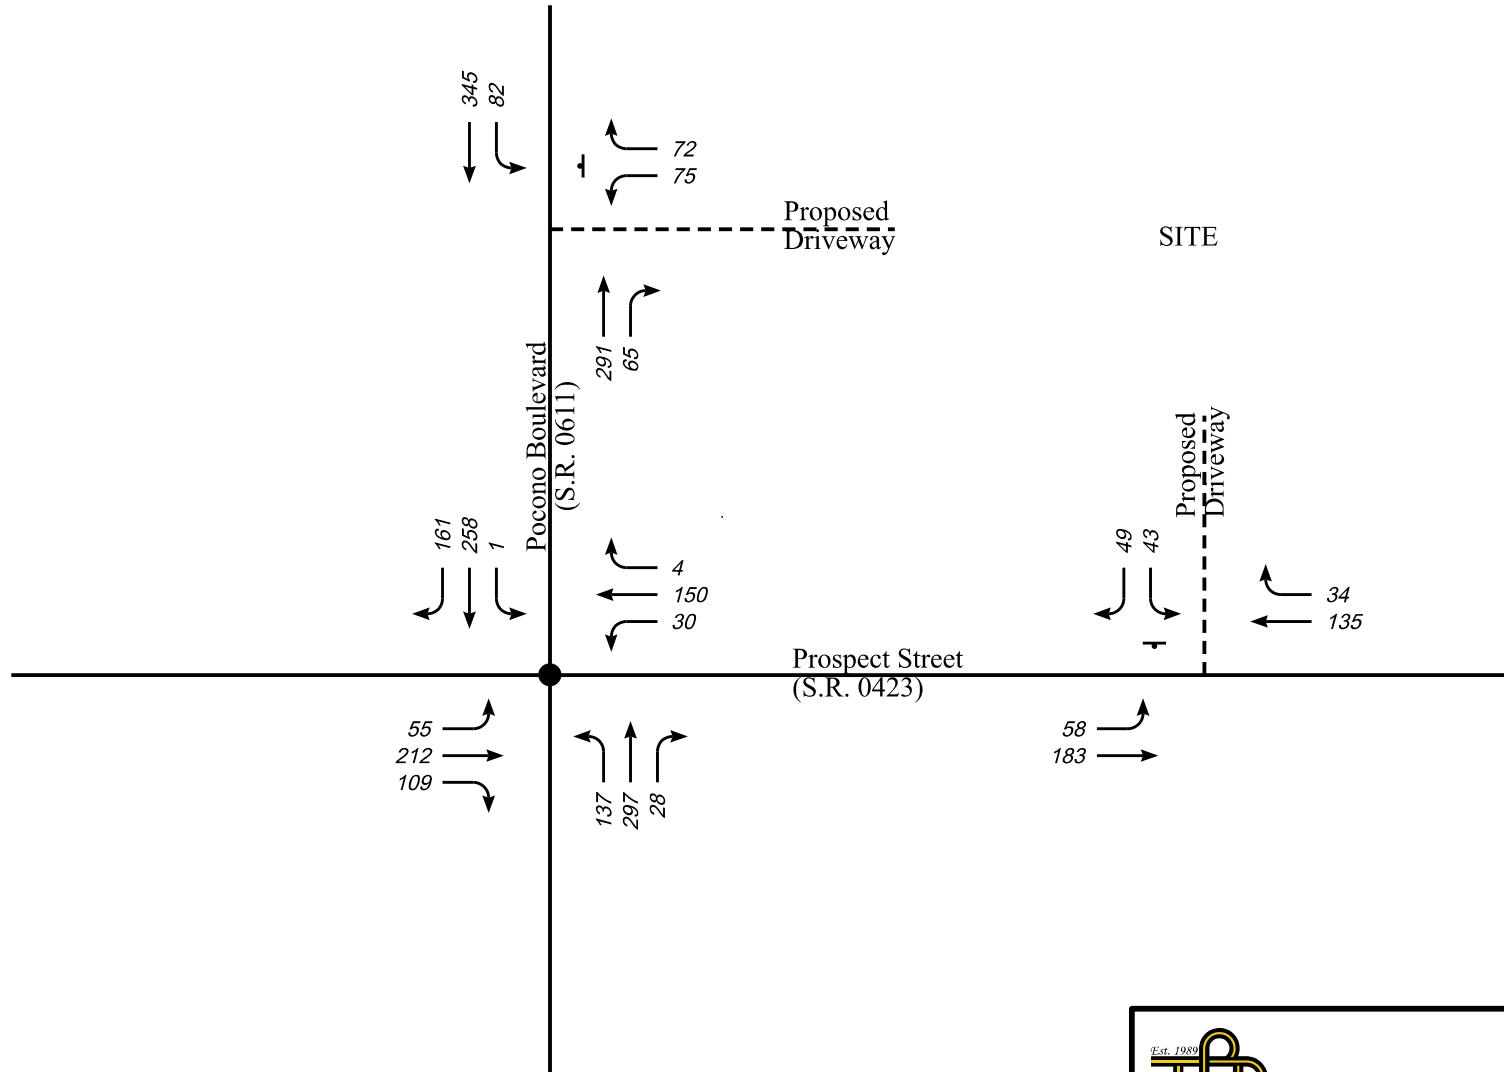 345
82
72
75
Proposed
Driveway
SITE
291
65
Pocono Boulevard
(S.R. 0611)
Proposed
Driveway
161
258
1
4
150
30
49
43
34
135
Prospect Street
(S.R. 0423)
55
212
109
137
297
28
58
183
Est. 1989